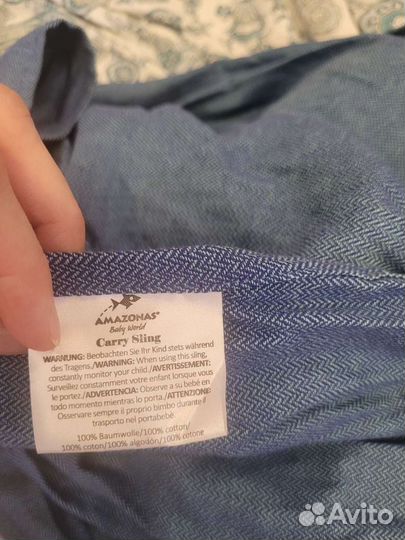 AMAZONAS®
Baby World
Carry Sling
WARNUNG: Beobachten Sie Ihr Kind stets während
des Tragens./WARNING: When using this sling,
constantly monitor your child./AVERTISSEMENT:
Surveillez constamment votre enfant lorsque vous
le portez./ADVERTENCIA: Observe a su bebé en
todo momento mientras lo porta./ATTENZIONE:
Osservare sempre il proprio bimbo durante il
trasporto nel portabebé.
100% Baumwolle/100% cotton/
100% coton/100% algodón/100% cotone
Avito